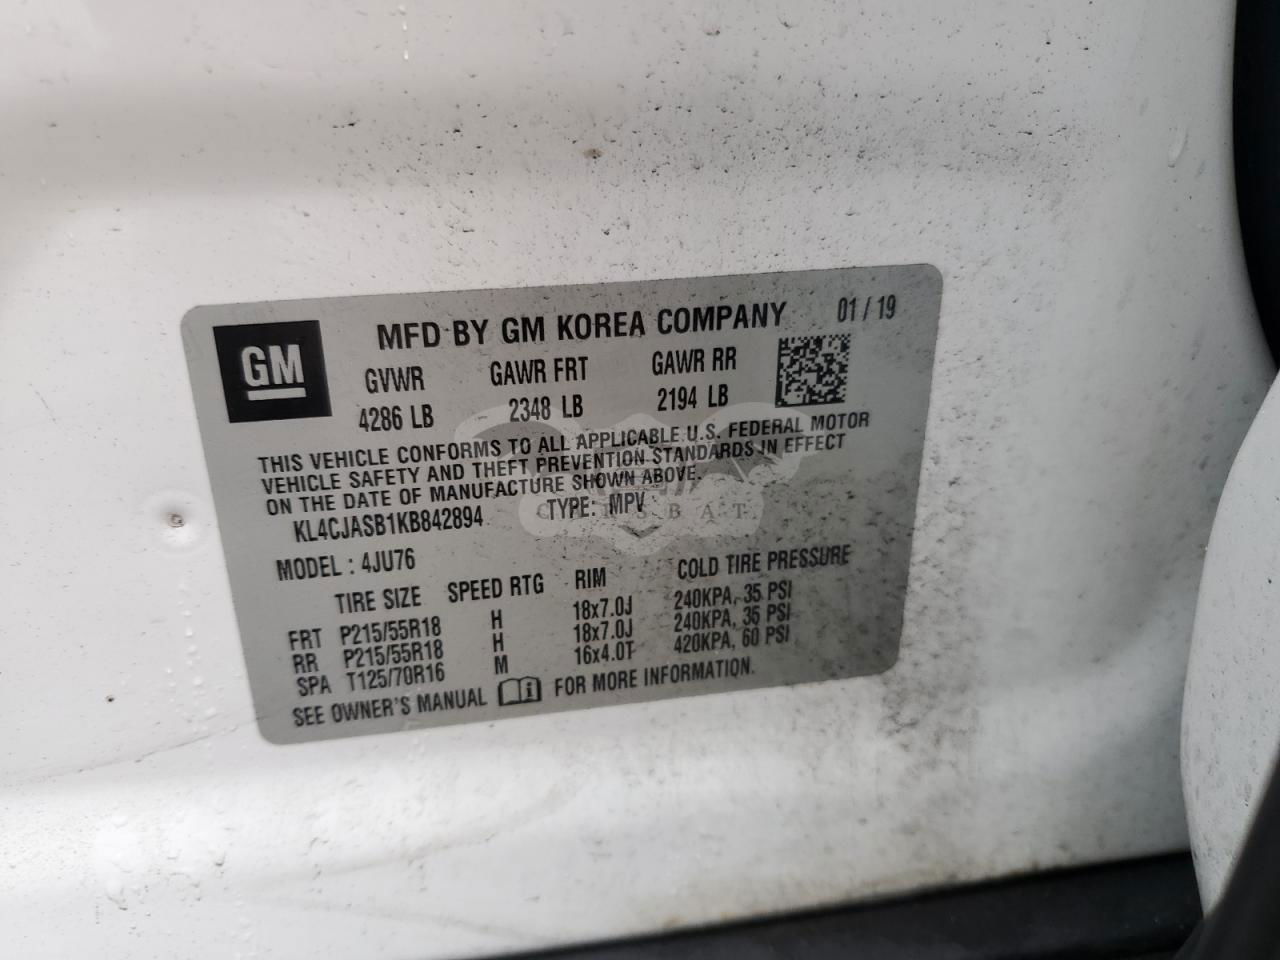 GM
MFD BY GM KOREA COMPANY 01 / 19
GVWR GAWR FRT GAWR RR
4286 LB 2348 LB 2194 LB
THIS VEHICLE CONFORMS TO ALL APPLICABLE U.S. FEDERAL MOTOR
VEHICLE SAFETY AND THEFT PREVENTION STANDARDS IN EFFECT
ON THE DATE OF MANUFACTURE SHOWN ABOVE.
KL4CJASB1KB842894 TYPE: MPV
MODEL : 4JU76
TIRE SIZE SPEED RTG RIM COLD TIRE PRESSURE
FRT P215/55R18 H 18x7.0J 240KPA, 35 PSI
RR P215/55R18 H 18x7.0J 240KPA, 35 PSI
SPA T125/70R16 M 16x4.0T 420KPA, 60 PSI
SEE OWNER'S MANUAL i FOR MORE INFORMATION.